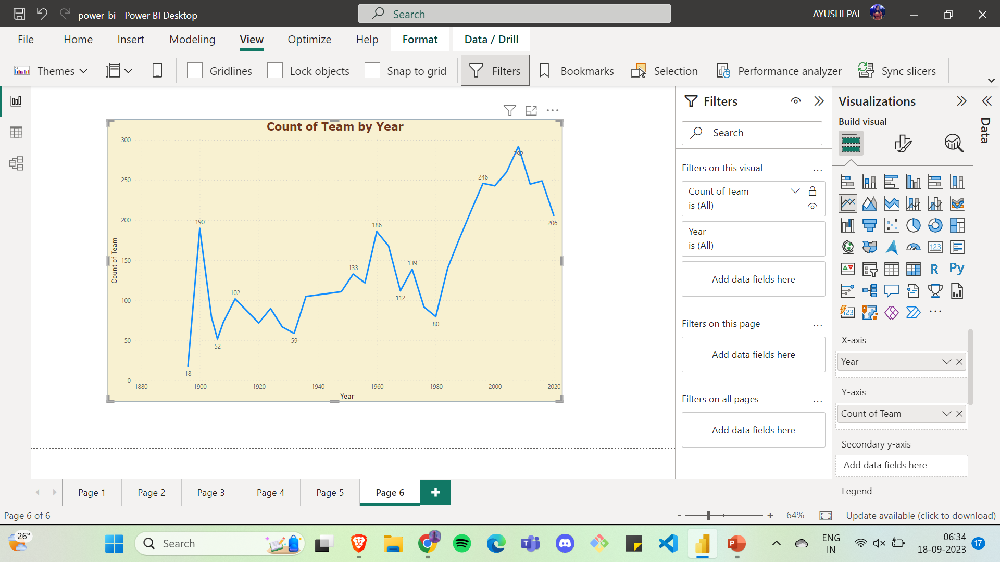 power_bi - Power BI Desktop
Search
AYUSHI PAL
File
Home
Insert
Modeling
View
Optimize
Help
Format
Data / Drill
Themes
Gridlines
Lock objects
Snap to grid
Filters
Bookmarks
Selection
Performance analyzer
Sync slicers
Count of Team by Year
300
250
200
150
100
50
0
Count of Team
18
190
52
102
59
133
186
112
139
80
246
292
206
1880
1900
1920
1940
1960
1980
2000
2020
Year
Filters
Search
Filters on this visual
Count of Team
is (All)
Year
is (All)
Add data fields here
Filters on this page
Add data fields here
Filters on all pages
Add data fields here
Visualizations
Build visual
123
R
Py
123
X-axis
Year
Y-axis
Count of Team
Secondary y-axis
Add data fields here
Legend
Data
Page 1
Page 2
Page 3
Page 4
Page 5
Page 6
+
Page 6 of 6
- + 64%
Update available (click to download)
26°
Search
ENG
IN
06:34
18-09-2023
17